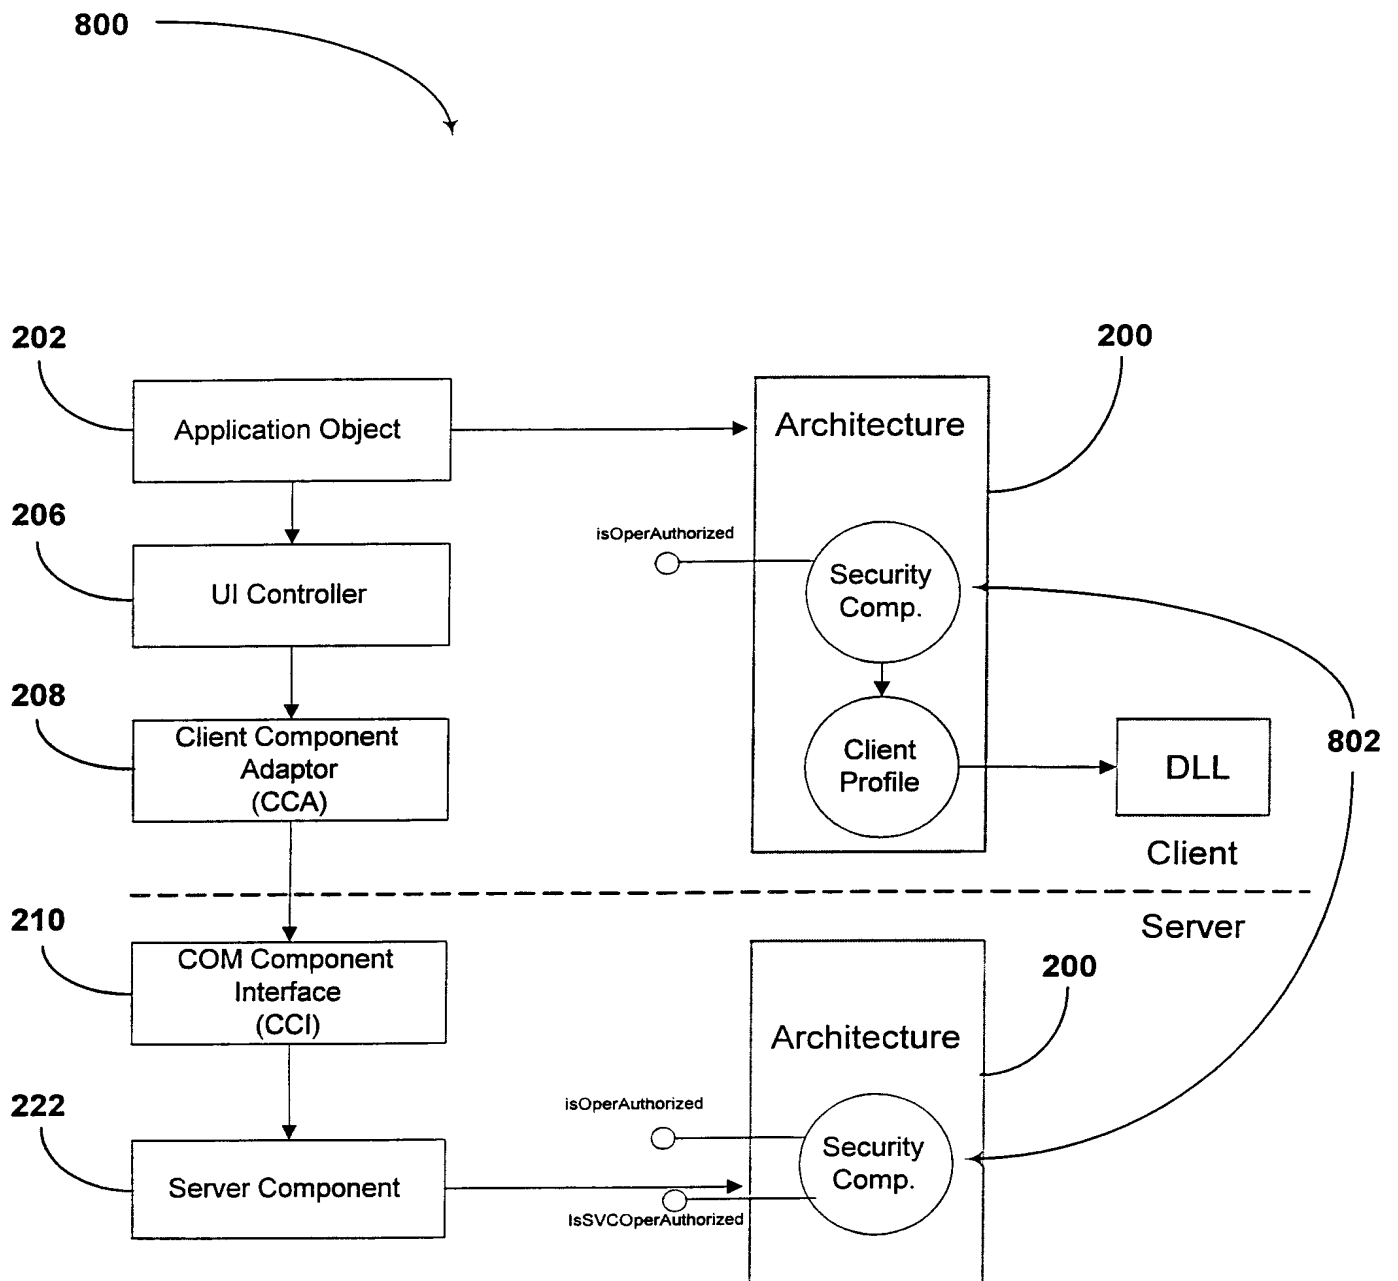 800
202
200
Application Object
Architecture
206
isOperAuthorized
UI Controller
Security
Comp.
208
Client Component
Adaptor
(CCA)
Client
Profile
DLL
802
Client
Server
210
COM Component
Interface
(CCI)
200
Architecture
222
isOperAuthorized
Server Component
Security
Comp.
IsSVCOperAuthorized